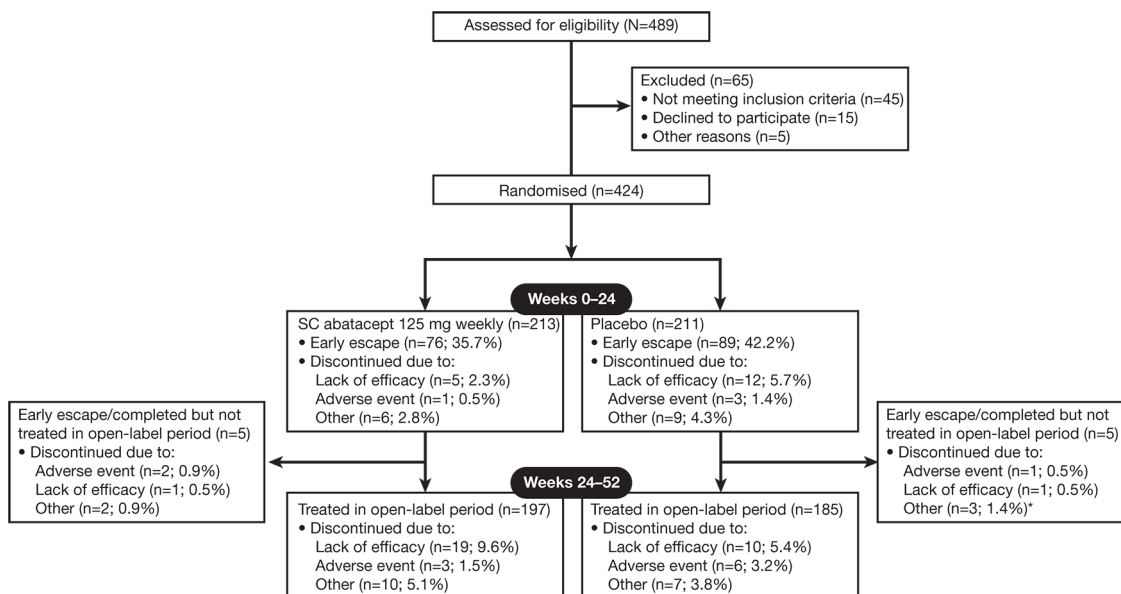 Assessed for eligibility (N=489)
Excluded (n=65)
• Not meeting inclusion criteria (n=45)
• Declined to participate (n=15)
• Other reasons (n=5)
Randomised (n=424)
Weeks 0–24
SC abatacept 125 mg weekly (n=213)
• Early escape (n=76; 35.7%)
• Discontinued due to:
Lack of efficacy (n=5; 2.3%)
Adverse event (n=1; 0.5%)
Other (n=6; 2.8%)
Placebo (n=211)
• Early escape (n=89; 42.2%)
• Discontinued due to:
Lack of efficacy (n=12; 5.7%)
Adverse event (n=3; 1.4%)
Other (n=9; 4.3%)
Early escape/completed but not
treated in open-label period (n=5)
• Discontinued due to:
Adverse event (n=2; 0.9%)
Lack of efficacy (n=1; 0.5%)
Other (n=2; 0.9%)
Early escape/completed but not
treated in open-label period (n=5)
• Discontinued due to:
Adverse event (n=1; 0.5%)
Lack of efficacy (n=1; 0.5%)
Other (n=3; 1.4%)*
Weeks 24–52
Treated in open-label period (n=197)
• Discontinued due to:
Lack of efficacy (n=19; 9.6%)
Adverse event (n=3; 1.5%)
Other (n=10; 5.1%)
Treated in open-label period (n=185)
• Discontinued due to:
Lack of efficacy (n=10; 5.4%)
Adverse event (n=6; 3.2%)
Other (n=7; 3.8%)